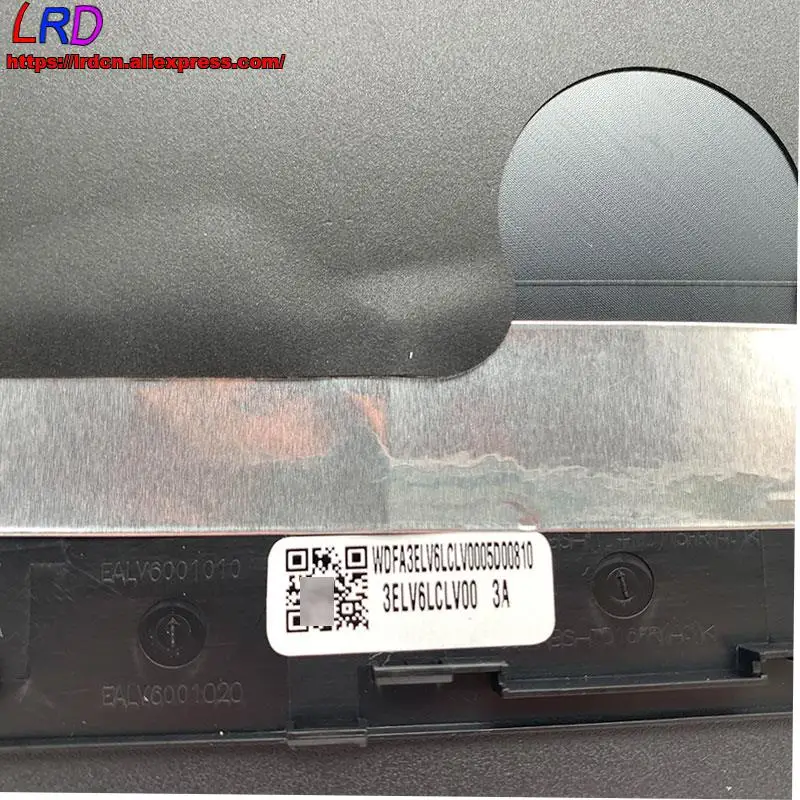 LRD
https://lrdcn.aliexpress.com/
WDFA3ELV6LCLV0005D00810
3ELV6LCLV00 3A
EALV6001010
EALV6001020